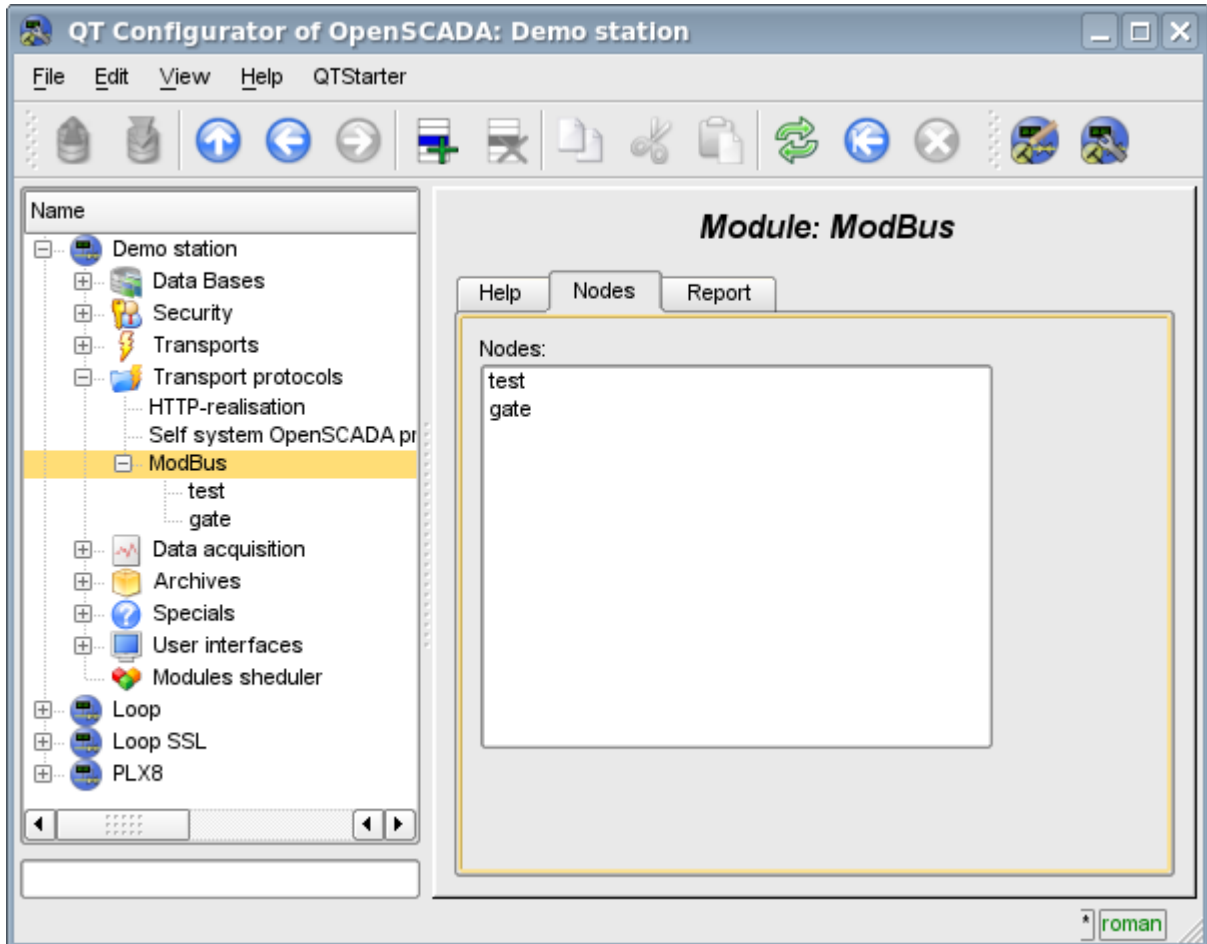 QT Configurator of OpenSCADA: Demo station
File Edit View Help QTStarter
Name
Demo station
Data Bases
Security
Transports
Transport protocols
HTTP-realisation
Self system OpenSCADA pr
ModBus
test
gate
Data acquisition
Archives
Specials
User interfaces
Modules sheduler
Loop
Loop SSL
PLX8
Module: ModBus
Help Nodes Report
Nodes:
test
gate
* roman